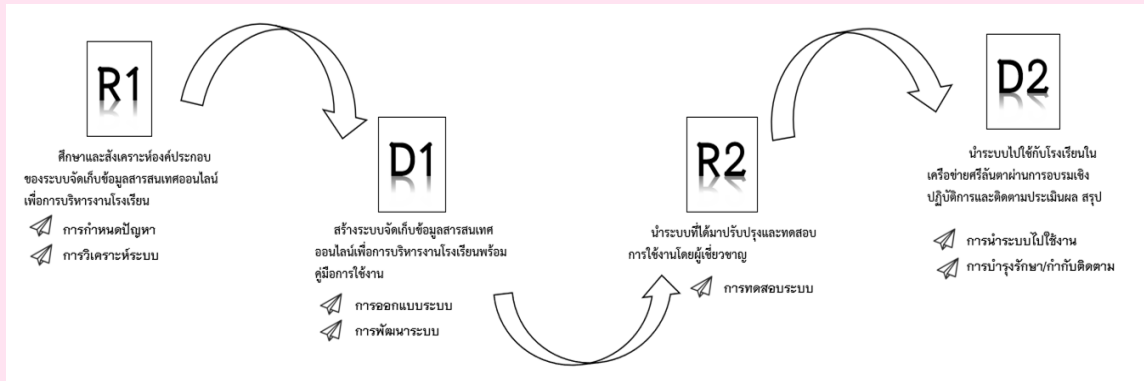 R1
ศึกษาและสังเคราะห์องค์ประกอบ
ของระบบจัดเก็บข้อมูลสารสนเทศออนไลน์
เพื่อการบริหารงานโรงเรียน
การกำหนดปัญหา
การวิเคราะห์ระบบ
D1
สร้างระบบจัดเก็บข้อมูลสารสนเทศ
ออนไลน์เพื่อการบริหารงานโรงเรียนพร้อม
คู่มือการใช้งาน
การออกแบบระบบ
การพัฒนาระบบ
R2
นำระบบที่ได้มาปรับปรุงและทดสอบ
การใช้งานโดยผู้เชี่ยวชาญ
การทดสอบระบบ
D2
นำระบบไปใช้กับโรงเรียนใน
เครือข่ายศรีลันตาผ่านการอบรมเชิง
ปฏิบัติการและติดตามประเมินผล สรุป
การนำระบบไปใช้งาน
การบำรุงรักษา/กำกับติดตาม